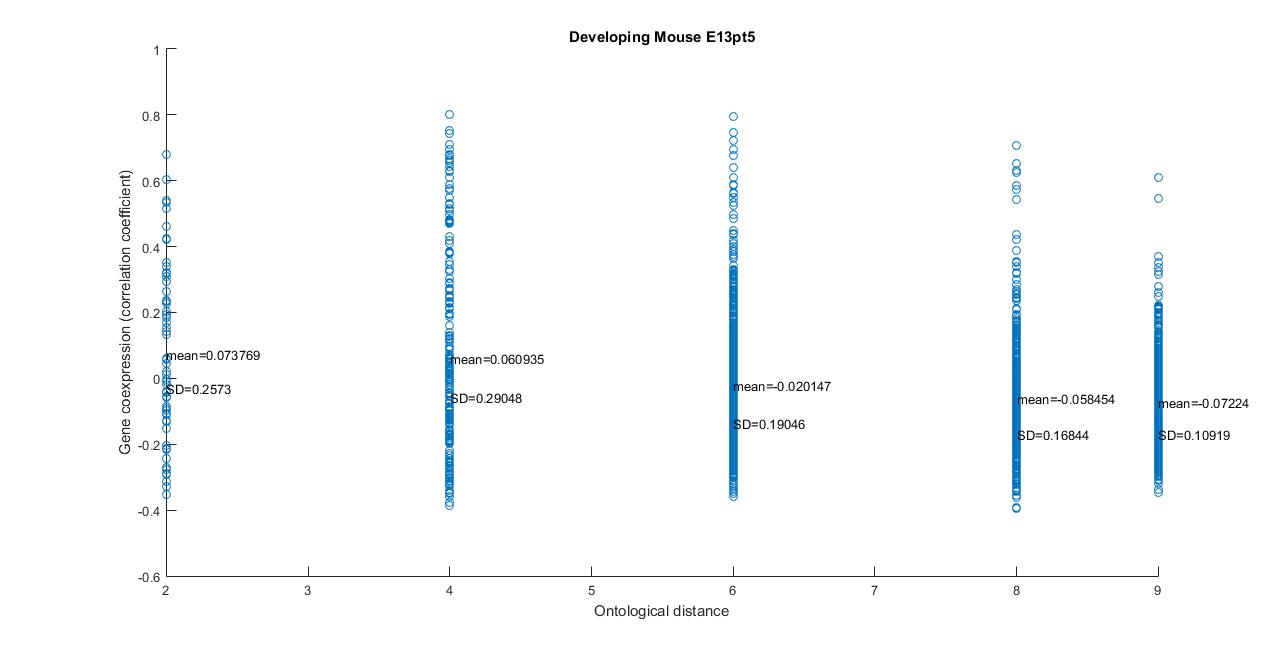 Developing Mouse E13pt5
Gene coexpression (correlation coefficient)
1
0.8
0.6
0.4
0.2
0
-0.2
-0.4
-0.6
mean=0.073769
SD=0.2573
mean=0.060935
SD=0.29048
mean=-0.020147
SD=0.19046
mean=-0.058454
SD=0.16844
mean=-0.07224
SD=0.10919
2 3 4 5 6 7 8 9
Ontological distance